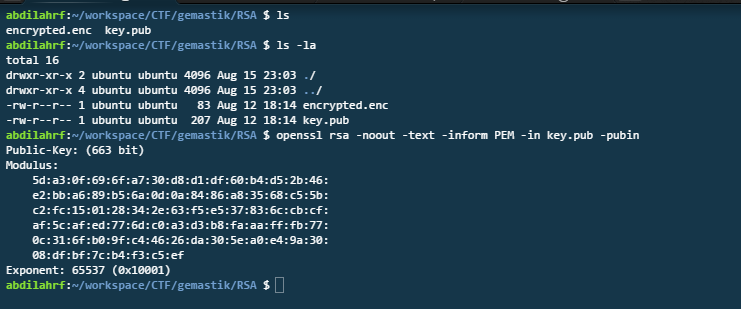 abdilahrf:~/workspace/CTF/gemastik/RSA $ ls
encrypted.enc  key.pub
abdilahrf:~/workspace/CTF/gemastik/RSA $ ls -la
total 16
drwxr-xr-x 2 ubuntu ubuntu 4096 Aug 15 23:03 ./
drwxr-xr-x 4 ubuntu ubuntu 4096 Aug 15 23:03 ../
-rw-r--r-- 1 ubuntu ubuntu   83 Aug 12 18:14 encrypted.enc
-rw-r--r-- 1 ubuntu ubuntu  207 Aug 12 18:14 key.pub
abdilahrf:~/workspace/CTF/gemastik/RSA $ openssl rsa -noout -text -inform PEM -in key.pub -pubin
Public-Key: (663 bit)
Modulus:
    5d:a3:0f:69:6f:a7:30:d8:d1:df:60:b4:d5:2b:46:
    e2:bb:a6:89:b5:6a:0d:0a:84:86:a8:35:68:c5:5b:
    c2:fc:15:01:28:34:2e:63:f5:e5:37:83:6c:cb:cf:
    af:5c:af:ed:77:6d:c0:a3:d3:b8:fa:aa:ff:fb:77:
    0c:31:6f:b0:9f:c4:46:26:da:30:5e:a0:e4:9a:30:
    08:df:bf:7c:b4:f3:c5:ef
Exponent: 65537 (0x10001)
abdilahrf:~/workspace/CTF/gemastik/RSA $